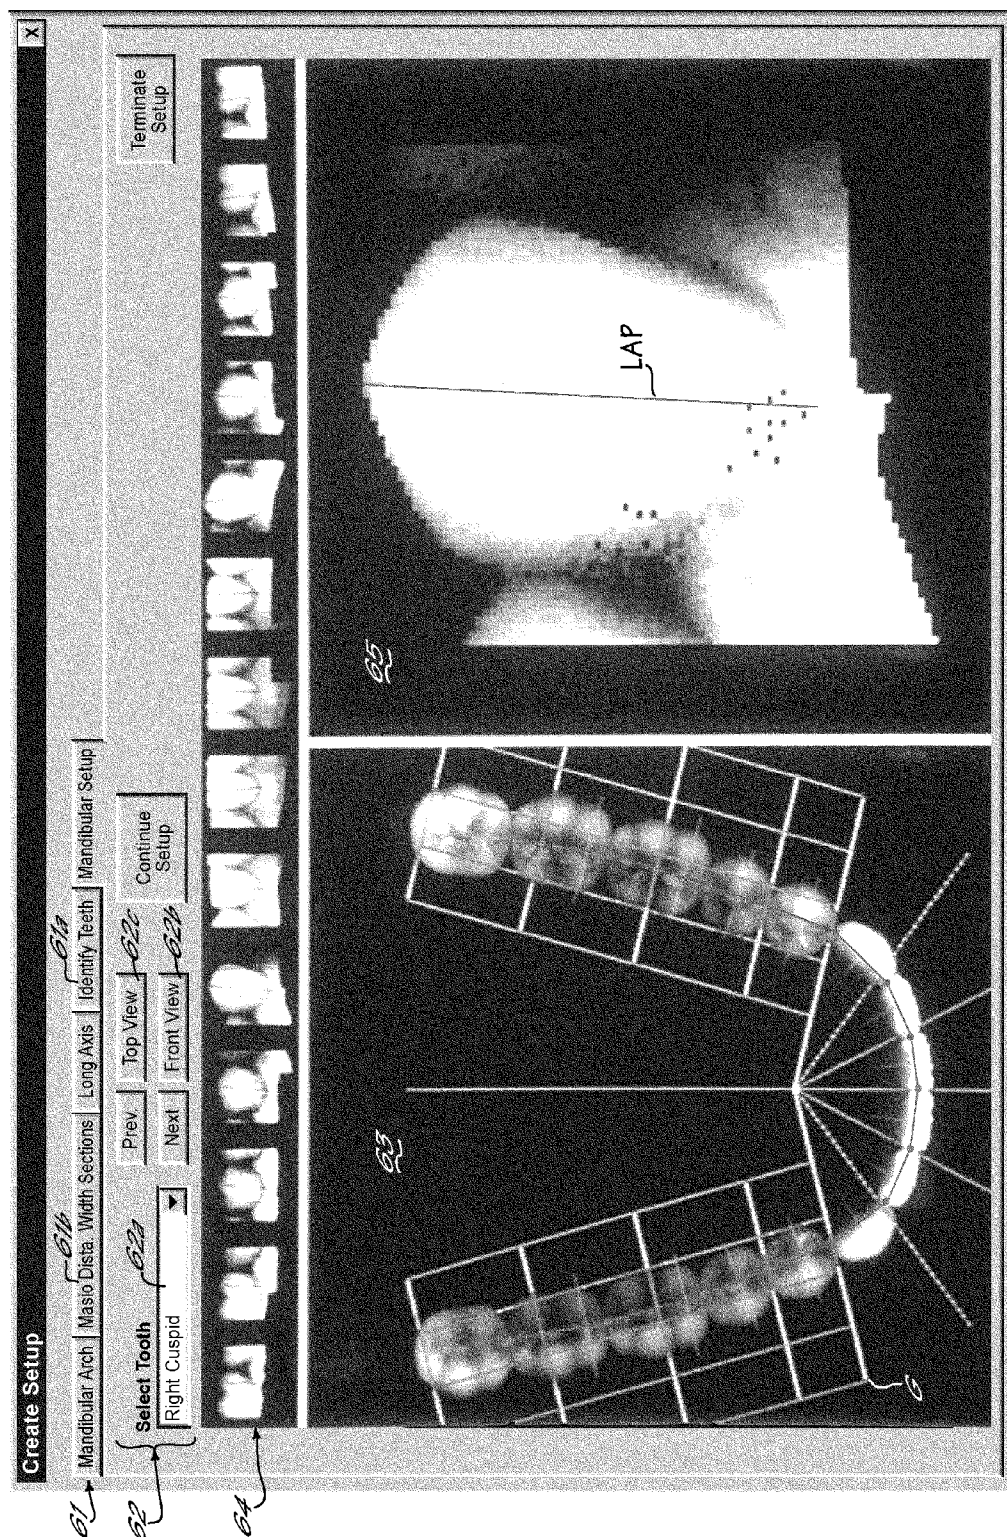 Create Setup
X
61
Mandibular Arch
Masio Dista. Width Sections
Long Axis
Identify Teeth
Mandibular Setup
61b
61a
62
Select Tooth
Right Cuspid
62a
Prev.
Top View
Next
Front View
62c
62b
Continue
Setup
Terminate
Setup
64
63
65
LAP
G